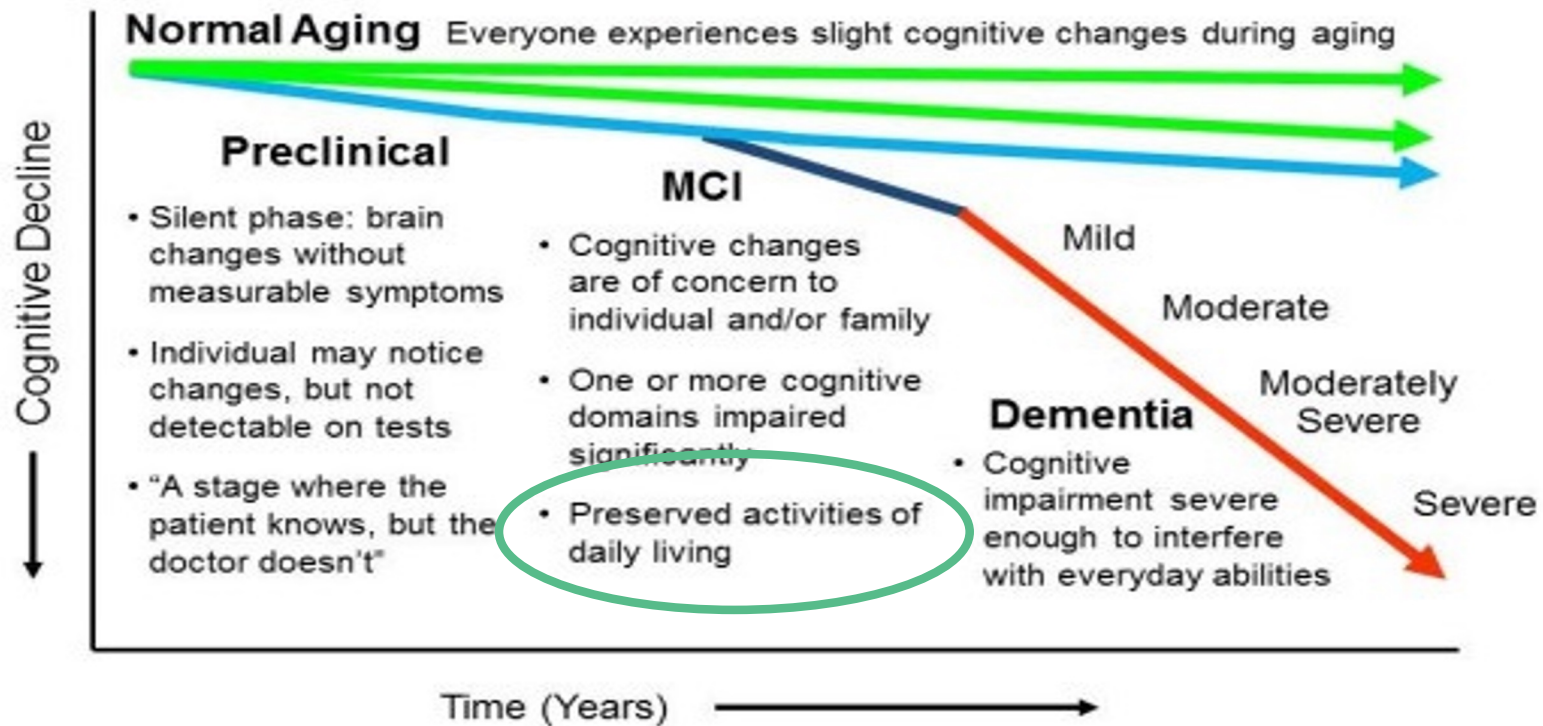 Normal Aging Everyone experiences slight cognitive changes during aging
Cognitive Decline
Preclinical
• Silent phase: brain
changes without
measurable symptoms
• Individual may notice
changes, but not
detectable on tests
• “A stage where the
patient knows, but the
doctor doesn’t”
MCI
• Cognitive changes
are of concern to
individual and/or family
• One or more cognitive
domains impaired
significantly
• Preserved activities of
daily living
Dementia
• Cognitive
impairment severe
enough to interfere
with everyday abilities
Mild
Moderate
Moderately
Severe
Severe
Time (Years)